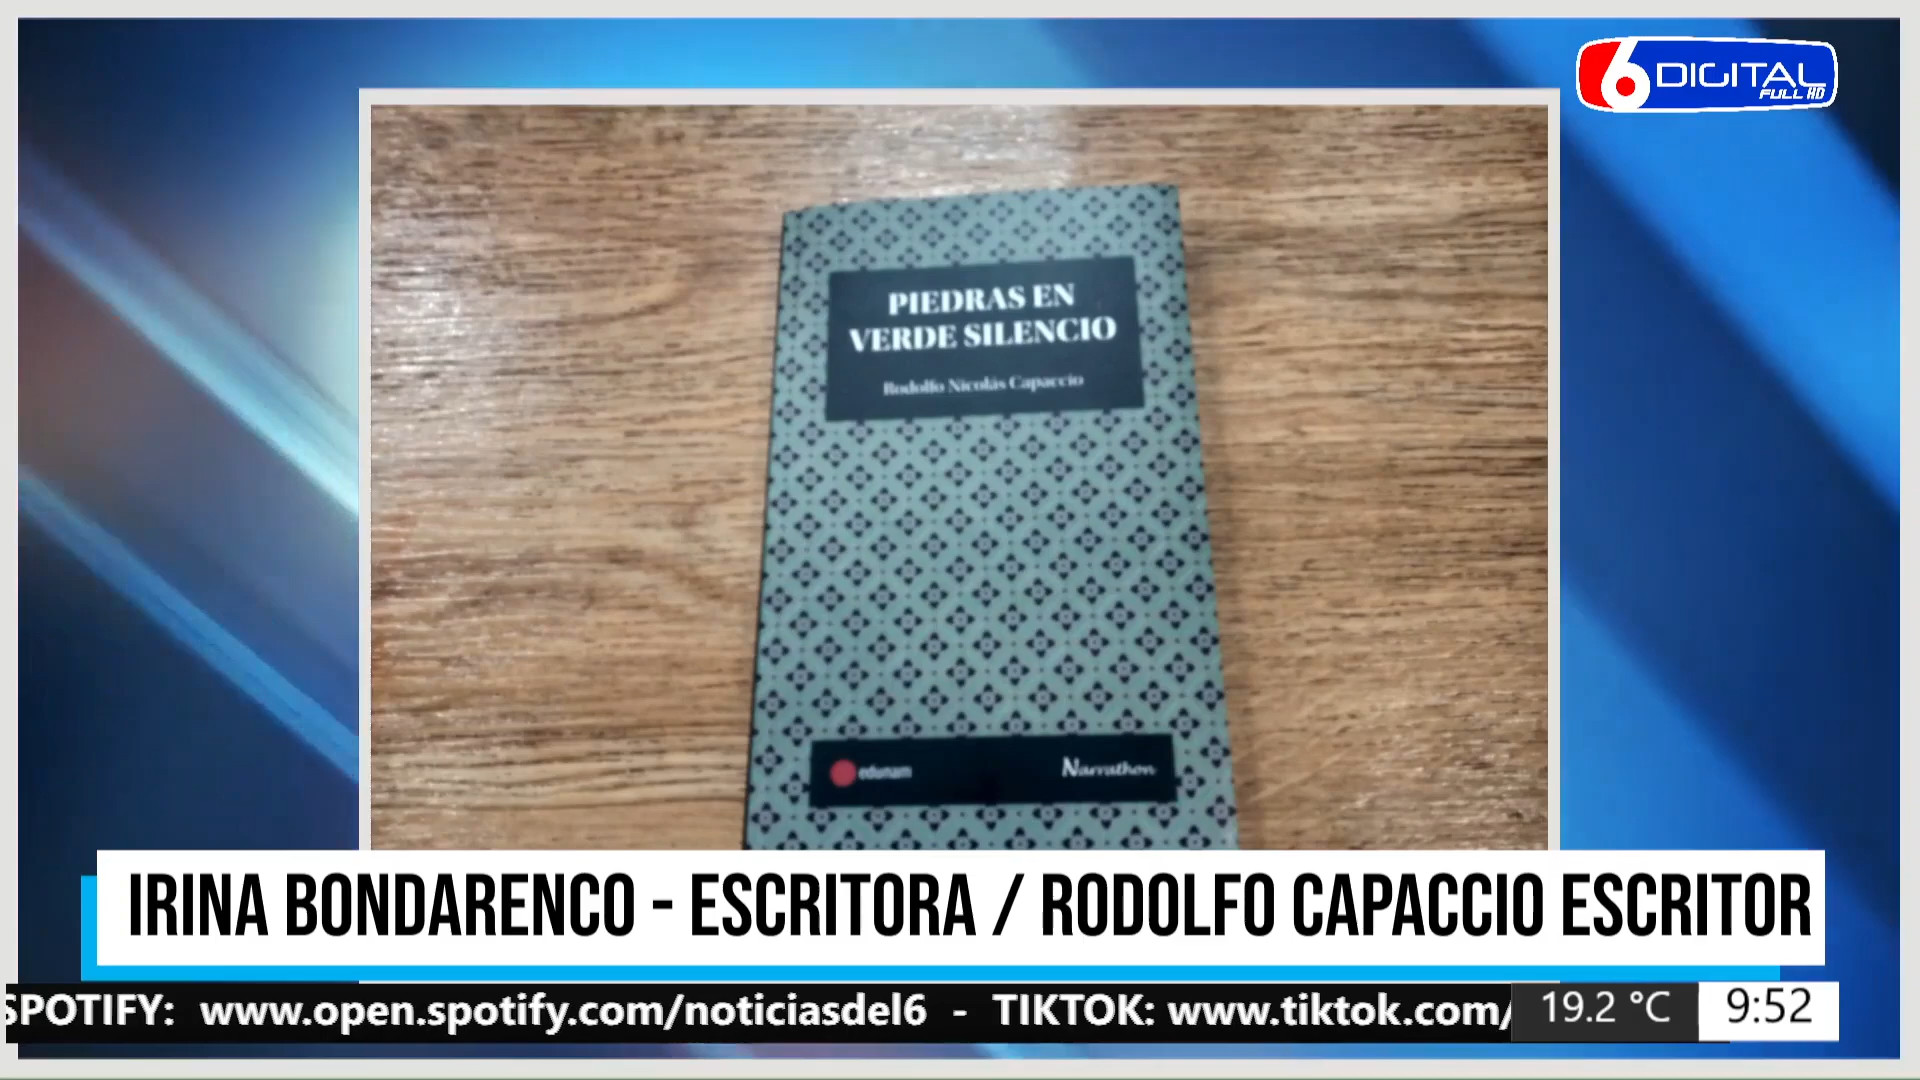 6 DIGITAL
FULL HD
PIEDRAS EN
VERDE SILENCIO
Rodolfo Nicolás Capaccio
edunam
Narrathon
IRINA BONDARENCO - ESCRITORA / RODOLFO CAPACCIO ESCRITOR
SPOTIFY: www.open.spotify.com/noticiasdel6 - TIKTOK: www.tiktok.com/
19.2 °C
9:52